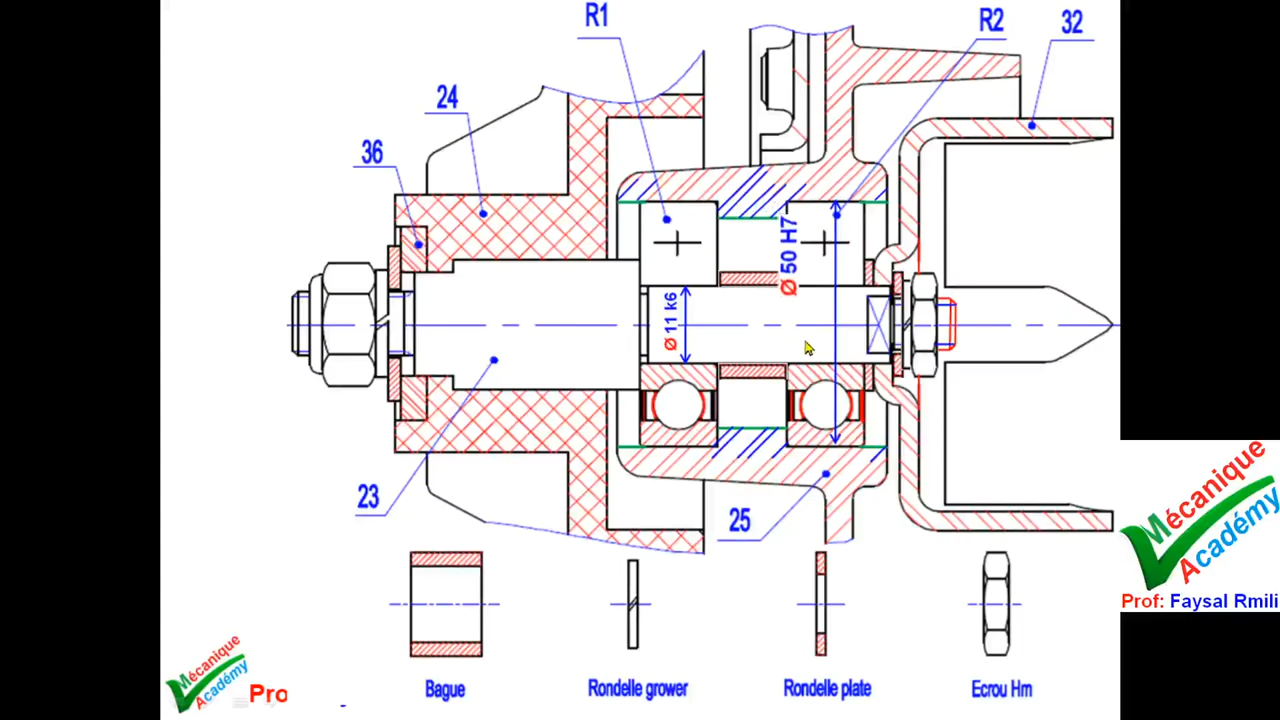 R1
R2
32
24
36
Ø 50 H7
Ø 11 k6
23
25
Bague
Rondelle grower
Rondelle plate
Ecrou Hm
Mécanique
Académy
Prof: Faysal Rmili
Mécanique
Académy
Pro